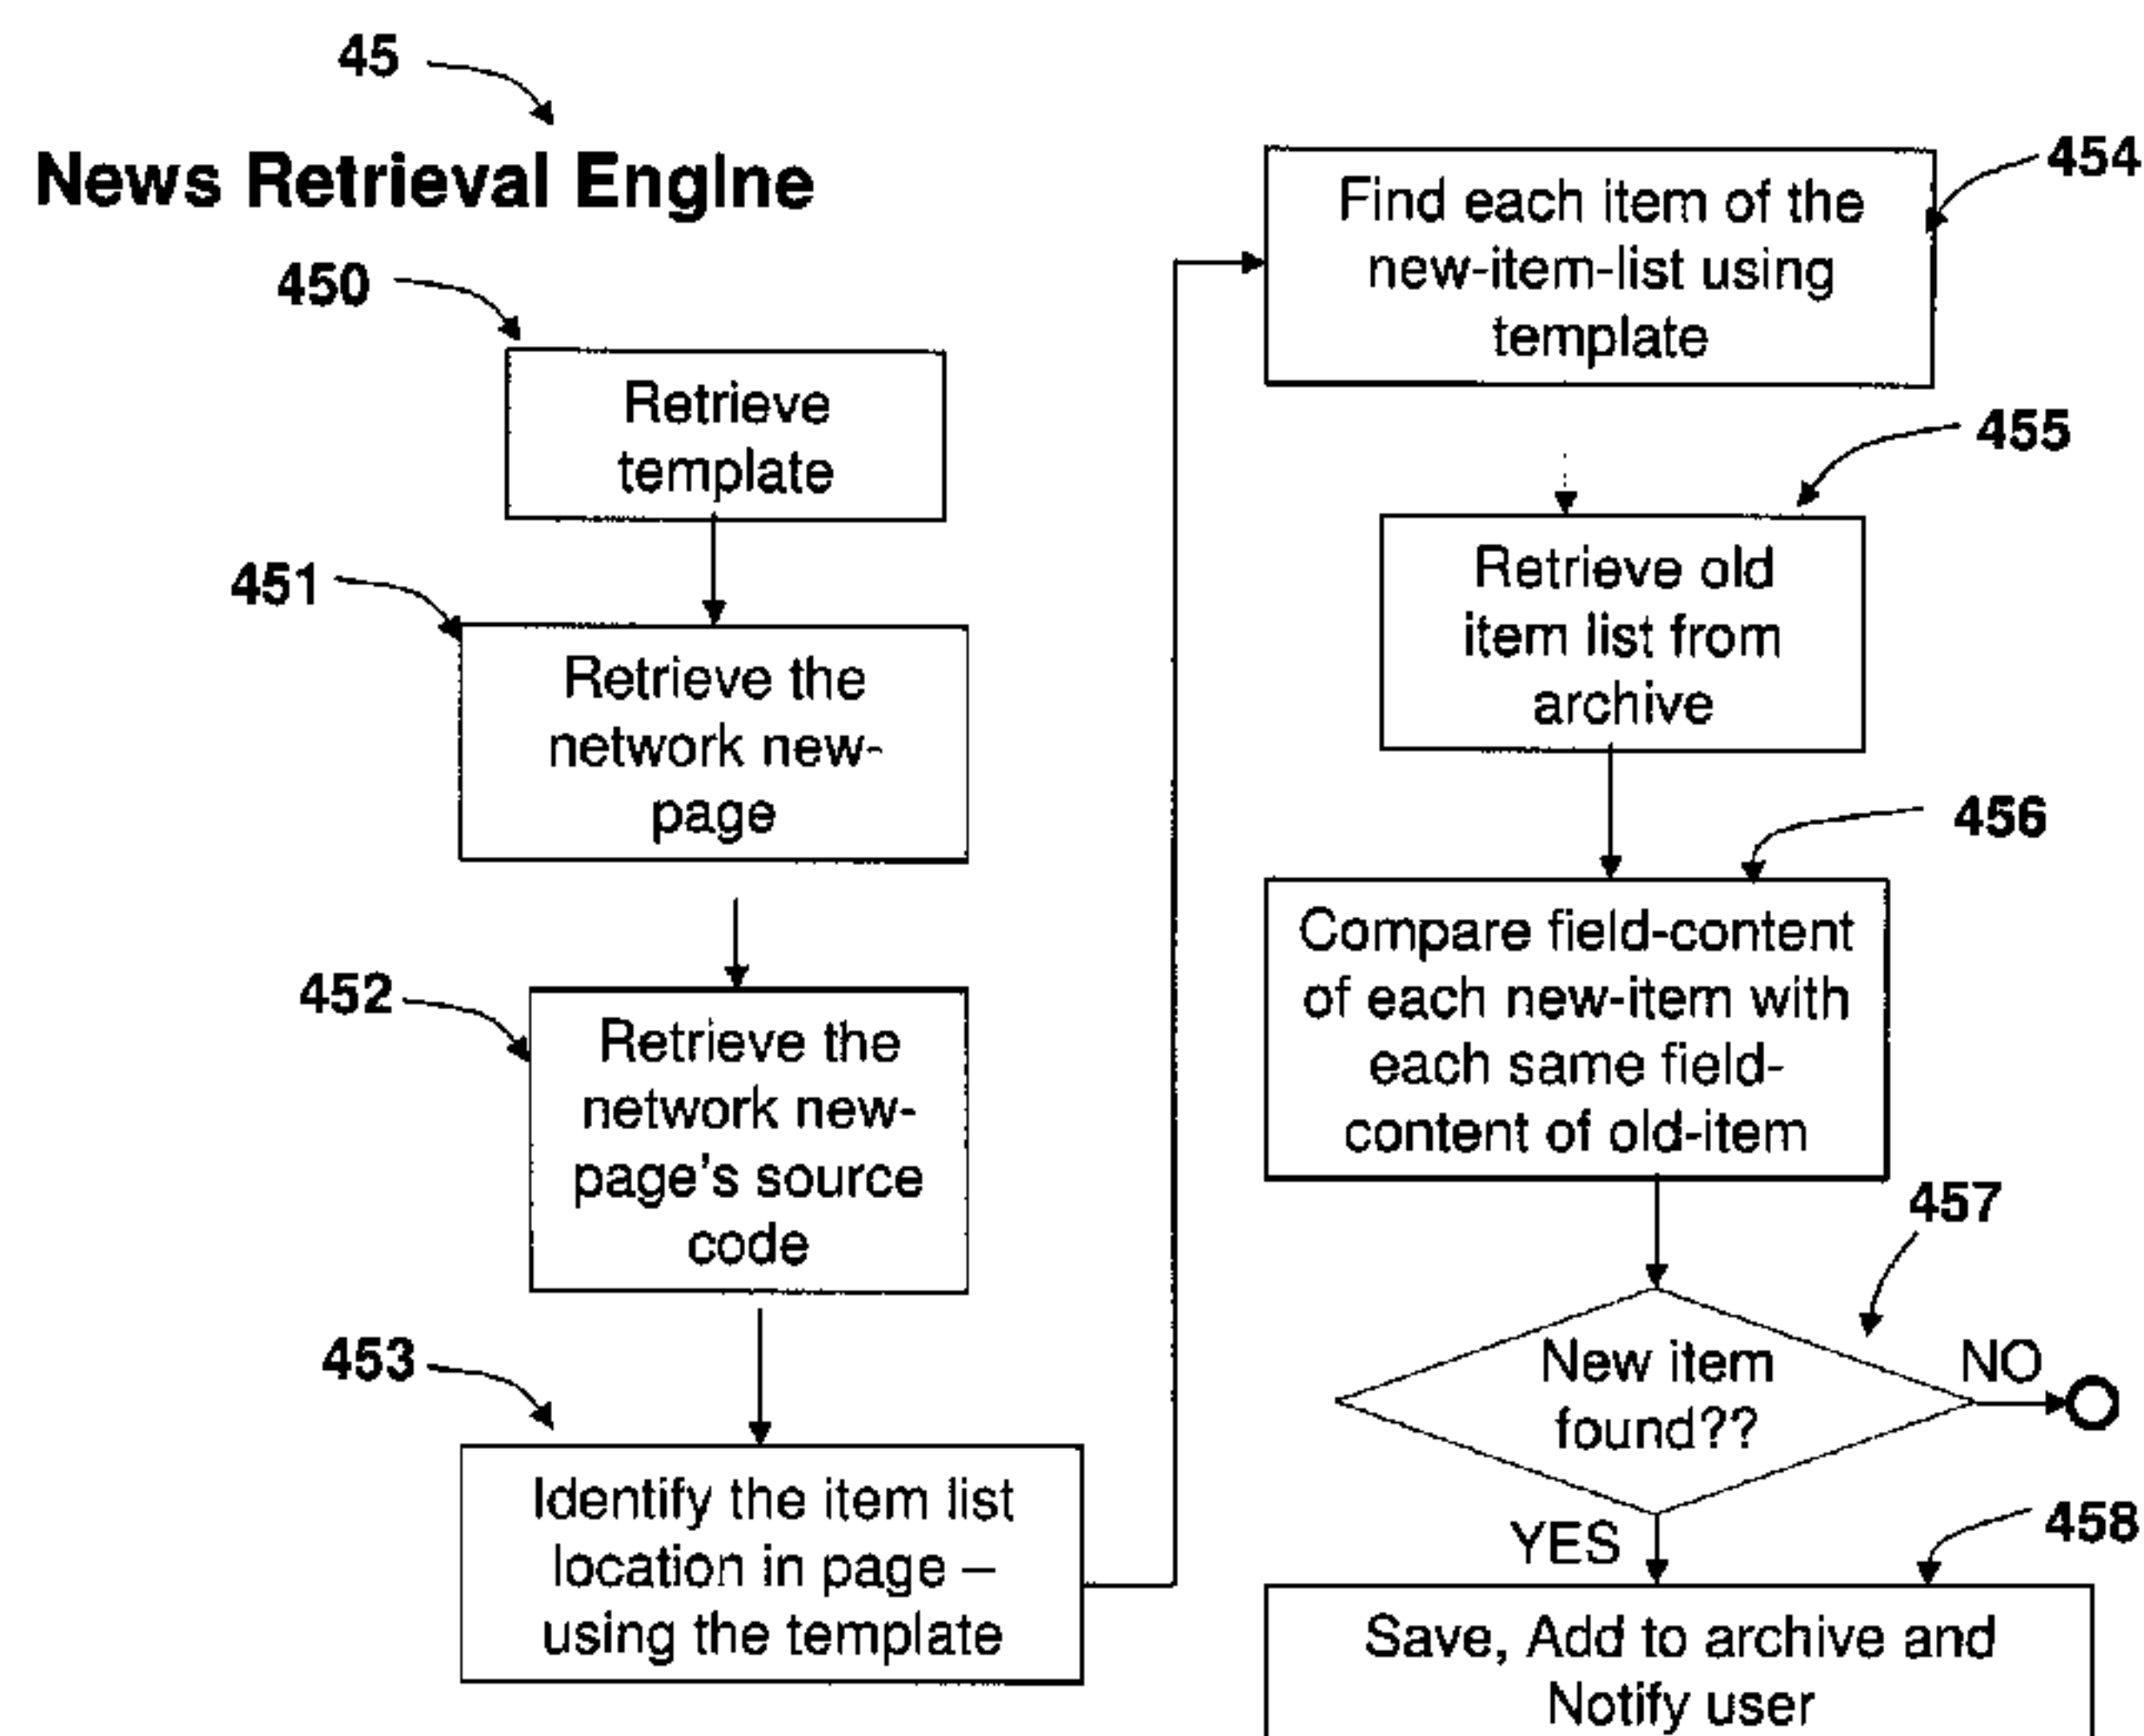 45
News Retrieval EngIne
450
Retrieve
template
451
Retrieve the
network new-
page
452
Retrieve the
network new-
page's source
code
453
Identify the item list
location in page –
using the template
454
Find each item of the
new-item-list using
template
455
Retrieve old
item list from
archive
456
Compare field-content
of each new-item with
each same field-
content of old-item
457
New item
found??
NO
YES
458
Save, Add to archive and
Notify user